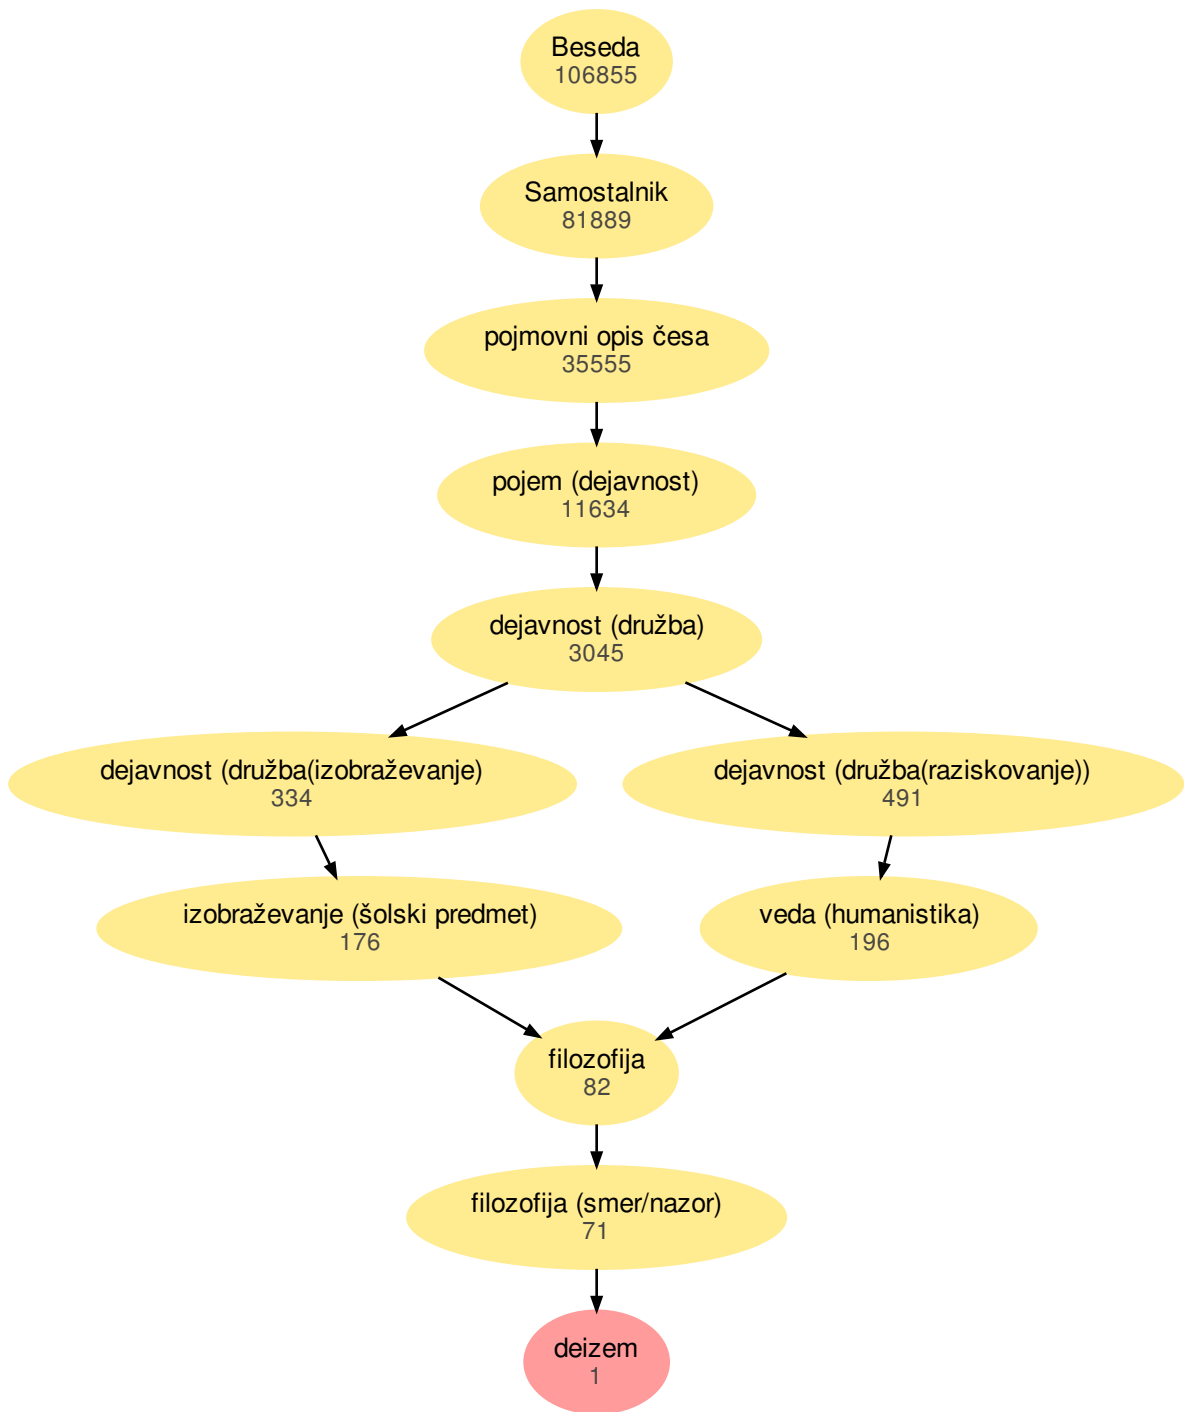 Beseda
106855
Samostalnik
81889
pojmovni opis česa
35555
pojem (dejavnost)
11634
dejavnost (družba)
3045
dejavnost (družba(izobraževanje)
334
dejavnost (družba(raziskovanje))
491
izobraževanje (šolski predmet)
176
veda (humanistika)
196
filozofija
82
filozofija (smer/nazor)
71
deizem
1